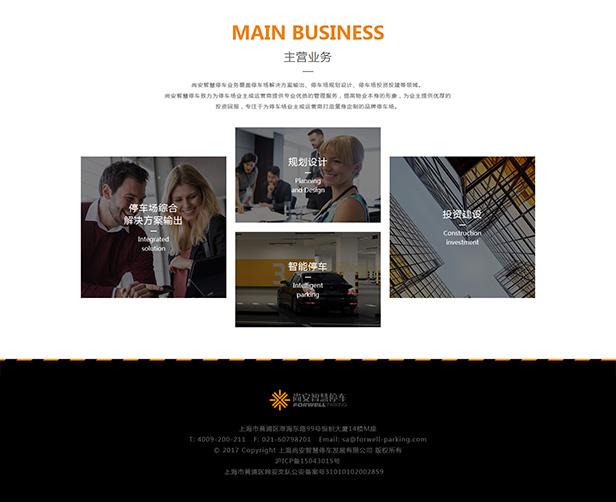 MAIN BUSINESS
主营业务
尚安智慧停车业务覆盖停车场解决方案输出、停车场规划设计、停车场投资投建等领域。
尚安智慧停车致力为停车场业主或运营商提供专业优质的管理服务，提高物业本身的形象，为业主提供优厚的
投资回报，专注于为停车场业主或运营商打造量身定制的品牌停车场。
停车场综合
解决方案输出
Integrated
solution
规划设计
Planning
and Design
智能停车
Intelligent
parking
投资建设
Construction
investment
尚安智慧停车
FORWELL PARKING
上海市黄浦区淮海东路99号恒积大厦14楼M座
T: 4009-200-211 F: 021-60798201 Email: sa@forwell-parking.com
© 2017 Copyright 上海尚安智慧停车发展有限公司 版权所有
沪ICP备15043015号
上海市黄浦区网安支队公安备案号31010102002859